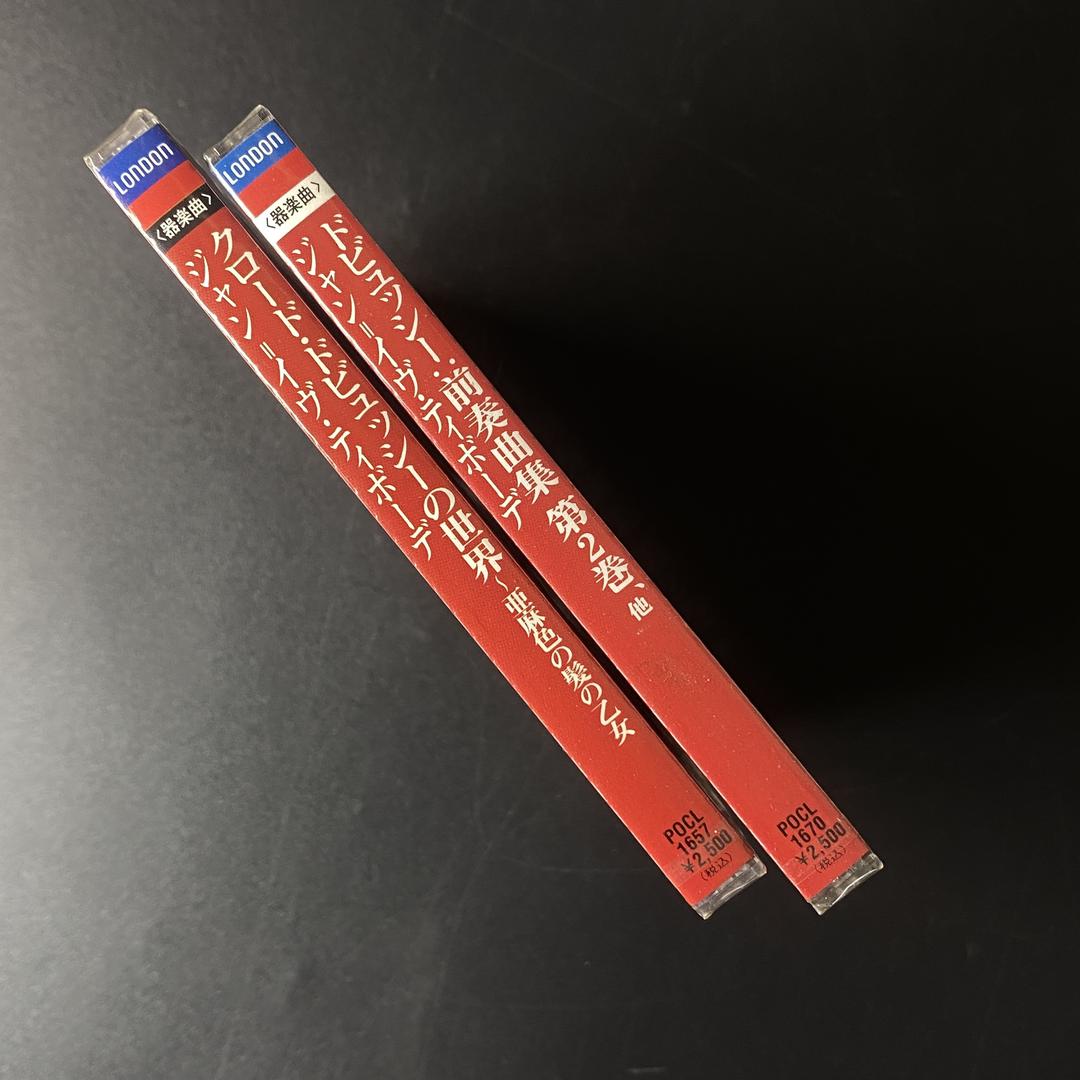 LONDON
〈器楽曲〉
クロード・ドビュッシーの世界〜亜麻色の髪の乙女
ジャン=イヴ・ティボーデ
POCL
1657
¥2,500
(税込)
LONDON
〈器楽曲〉
ドビュッシー:前奏曲集 第2巻、他
ジャン=イヴ・ティボーデ
POCL
1670
¥2,500
(税込)